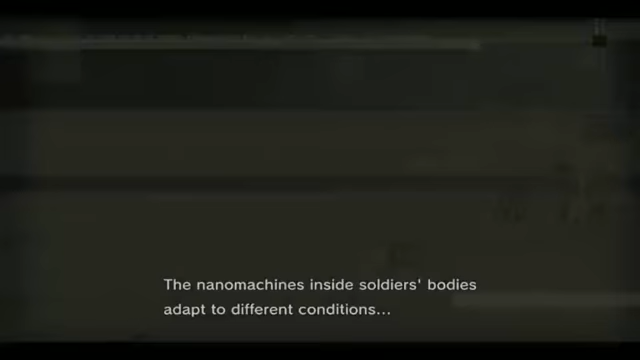 The nanomachines inside soldiers' bodies
adapt to different conditions...